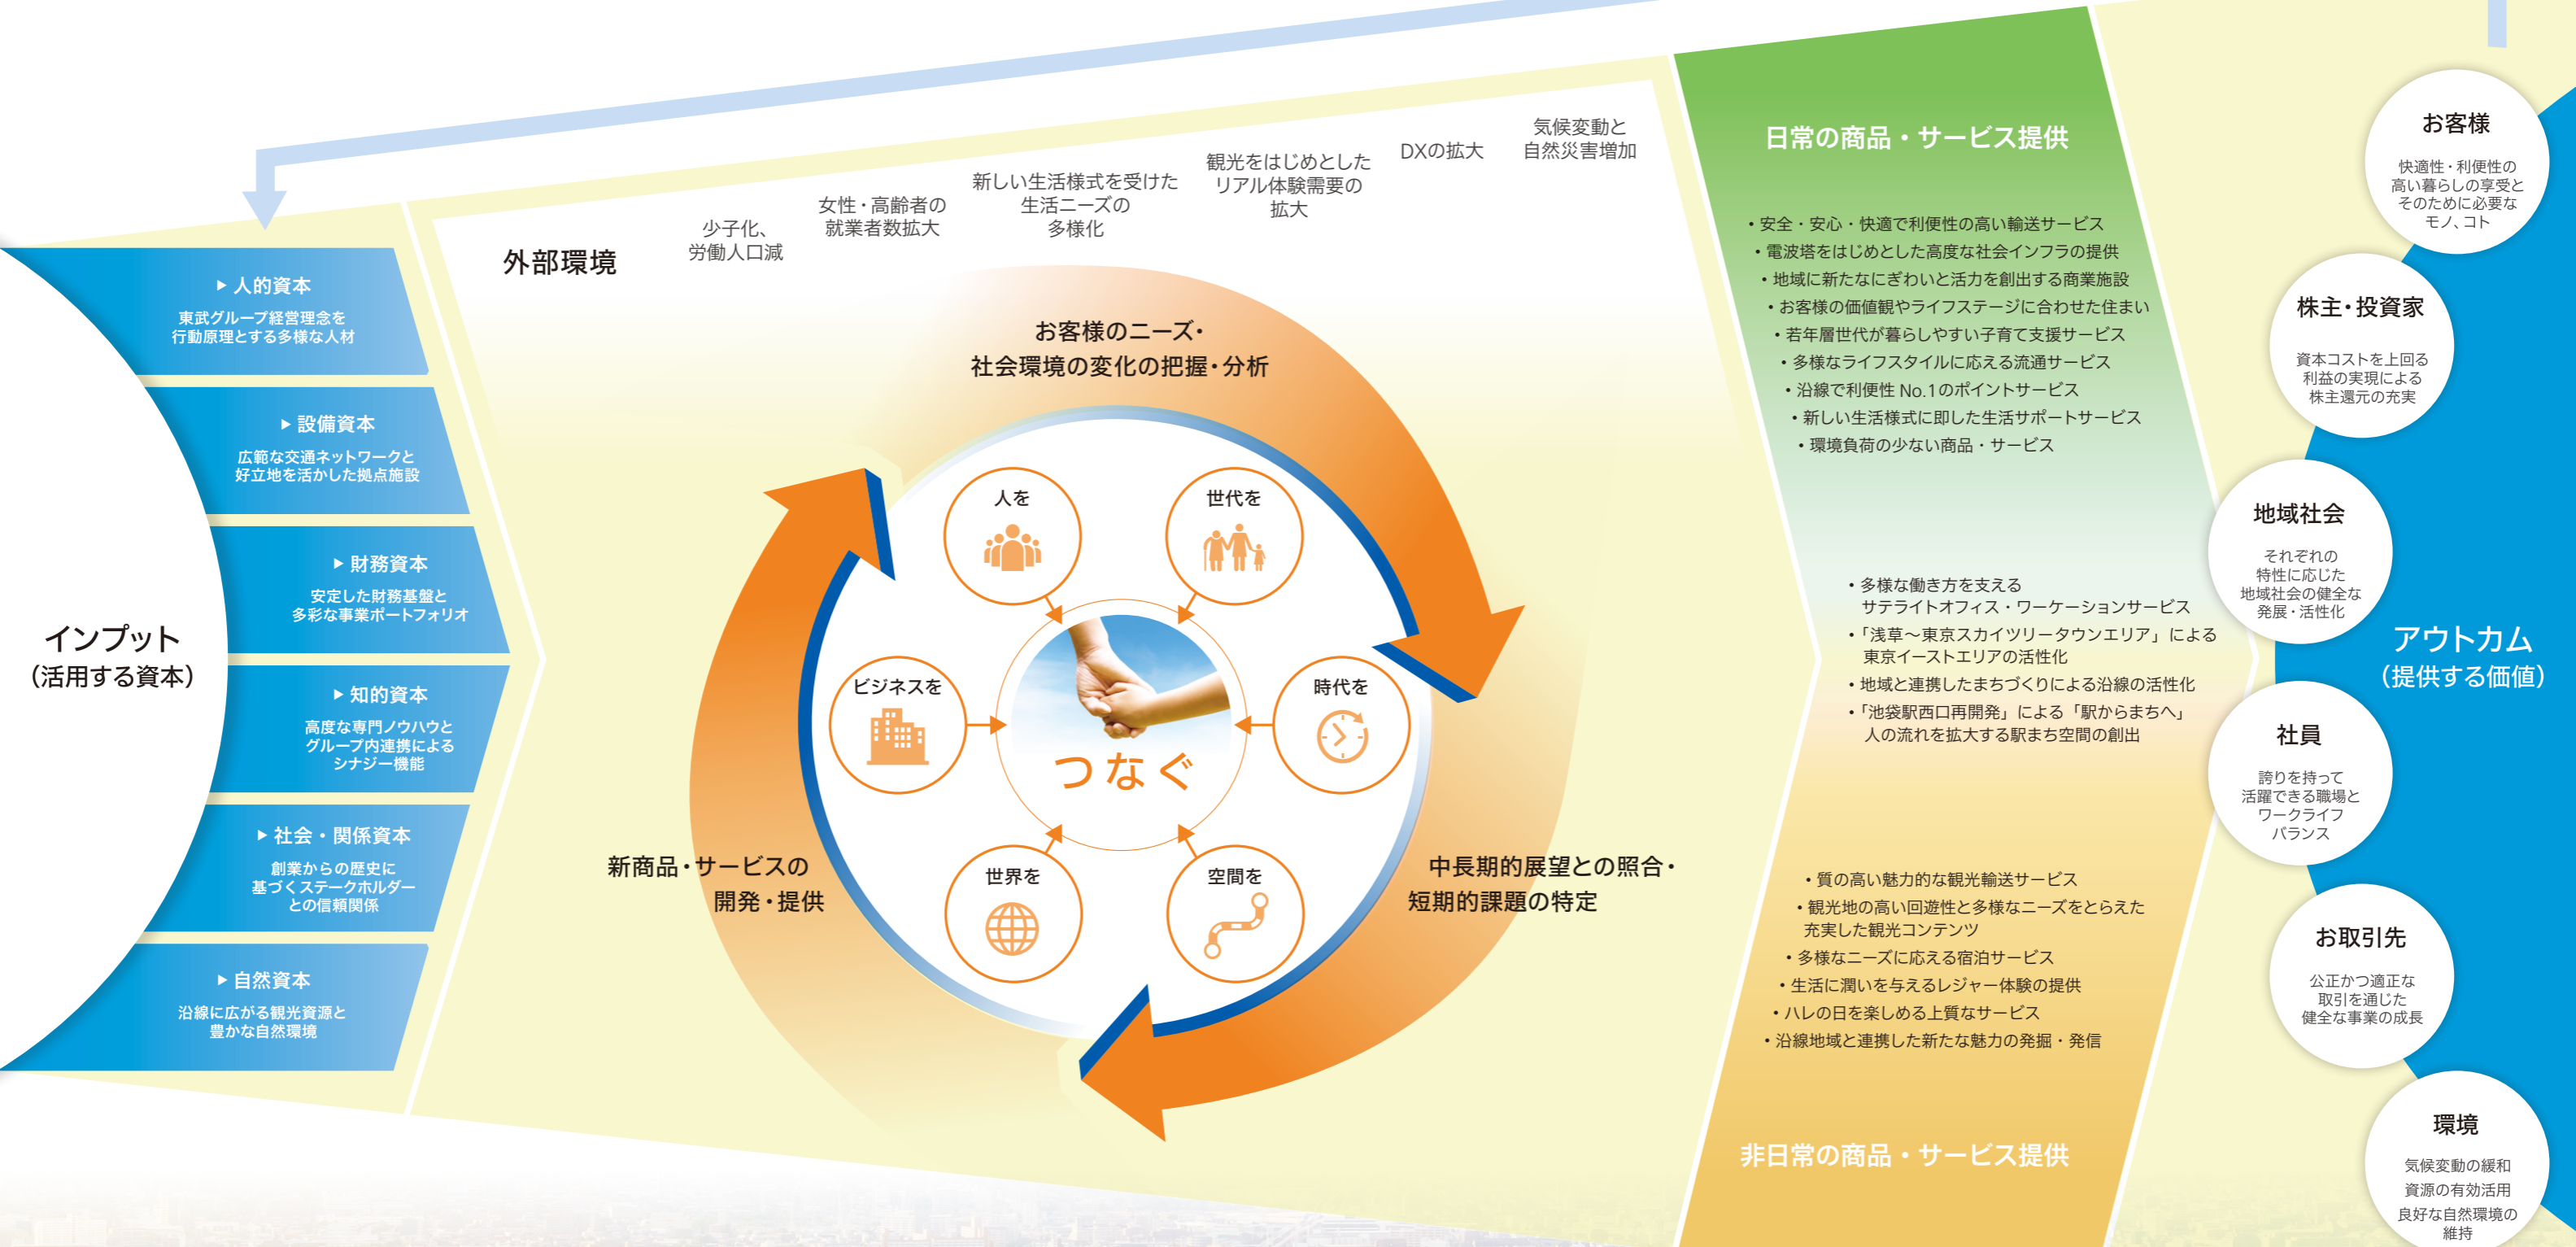 インプット
(活用する資本)
▶人的資本
東武グループ経営理念を
行動原理とする多様な人材
▶設備資本
広範な交通ネットワークと
好立地を活かした拠点施設
▶財務資本
安定した財務基盤と
多彩な事業ポートフォリオ
▶知的資本
高度な専門ノウハウと
グループ内連携による
シナジー機能
▶社会・関係資本
創業からの歴史に
基づくステークホルダー
との信頼関係
▶自然資本
沿線に広がる観光資源と
豊かな自然環境
外部環境
少子化、
労働人口減
女性・高齢者の
就業者数拡大
新しい生活様式を受けた
生活ニーズの
多様化
観光をはじめとした
リアル体験需要の
拡大
DXの拡大
気候変動と
自然災害増加
お客様のニーズ・
社会環境の変化の把握・分析
中長期的展望との照合・
短期的課題の特定
新商品・サービスの
開発・提供
人を
世代を
ビジネスを
時代を
つなぐ
世界を
空間を
日常の商品・サービス提供
・安全・安心・快適で利便性の高い輸送サービス
・電波塔をはじめとした高度な社会インフラの提供
・地域に新たなにぎわいと活力を創出する商業施設
・お客様の価値観やライフステージに合わせた住まい
・若年層世代が暮らしやすい子育て支援サービス
・多様なライフスタイルに応える流通サービス
・沿線で利便性 No.1のポイントサービス
・新しい生活様式に即した生活サポートサービス
・環境負荷の少ない商品・サービス
・多様な働き方を支える
サテライトオフィス・ワーケーションサービス
・「浅草～東京スカイツリータウンエリア」による
東京イーストエリアの活性化
・地域と連携したまちづくりによる沿線の活性化
・「池袋駅西口再開発」による「駅からまちへ」
人の流れを拡大する駅まち空間の創出
・質の高い魅力的な観光輸送サービス
・観光地の高い回遊性と多様なニーズをとらえた
充実した観光コンテンツ
・多様なニーズに応える宿泊サービス
・生活に潤いを与えるレジャー体験の提供
・ハレの日を楽しめる上質なサービス
・沿線地域と連携した新たな魅力の発掘・発信
非日常の商品・サービス提供
お客様
快適性・利便性の
高い暮らしの享受と
そのために必要な
モノ、コト
株主・投資家
資本コストを上回る
利益の実現による
株主還元の充実
地域社会
それぞれの
特性に応じた
地域社会の健全な
発展・活性化
社員
誇りを持って
活躍できる職場と
ワークライフ
バランス
お取引先
公正かつ適正な
取引を通じた
健全な事業の成長
環境
気候変動の緩和
資源の有効活用
良好な自然環境の
維持
アウトカム
(提供する価値)